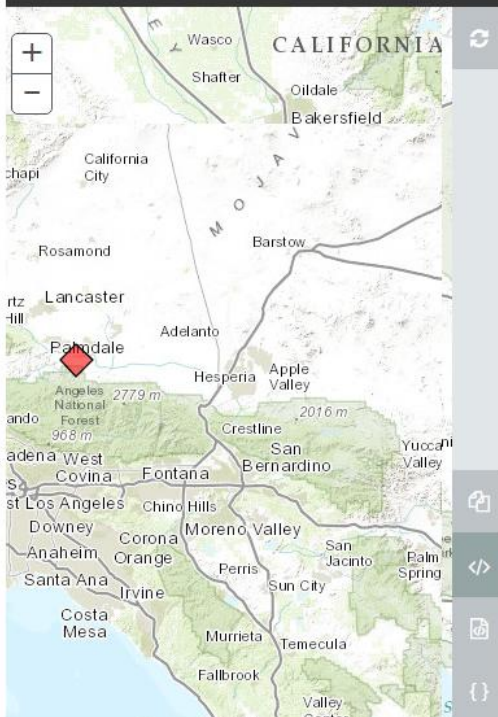 +
Wasco
CALIFORNIA
Shafter
−
Oildale
Bakersfield
California
City
chapi
MOJAV
Barstow
Rosamond
rtz
Lancaster
Hill
Adelanto
Palmdale
Hesperia
Apple
Valley
Angeles
National
Forest
2779 m
2016 m
ando
968 m
Crestline
adena
West
Covina
San
Bernardino
Yucca
Valley
Fontana
st Los Angeles
Chino Hills
Downey
Corona
Moreno Valley
Anaheim
Orange
San
Jacinto
Palm
Spring
Perris
Santa Ana
Irvine
Sun City
Costa
Mesa
Murrieta
Temecula
Fallbrook
Valley